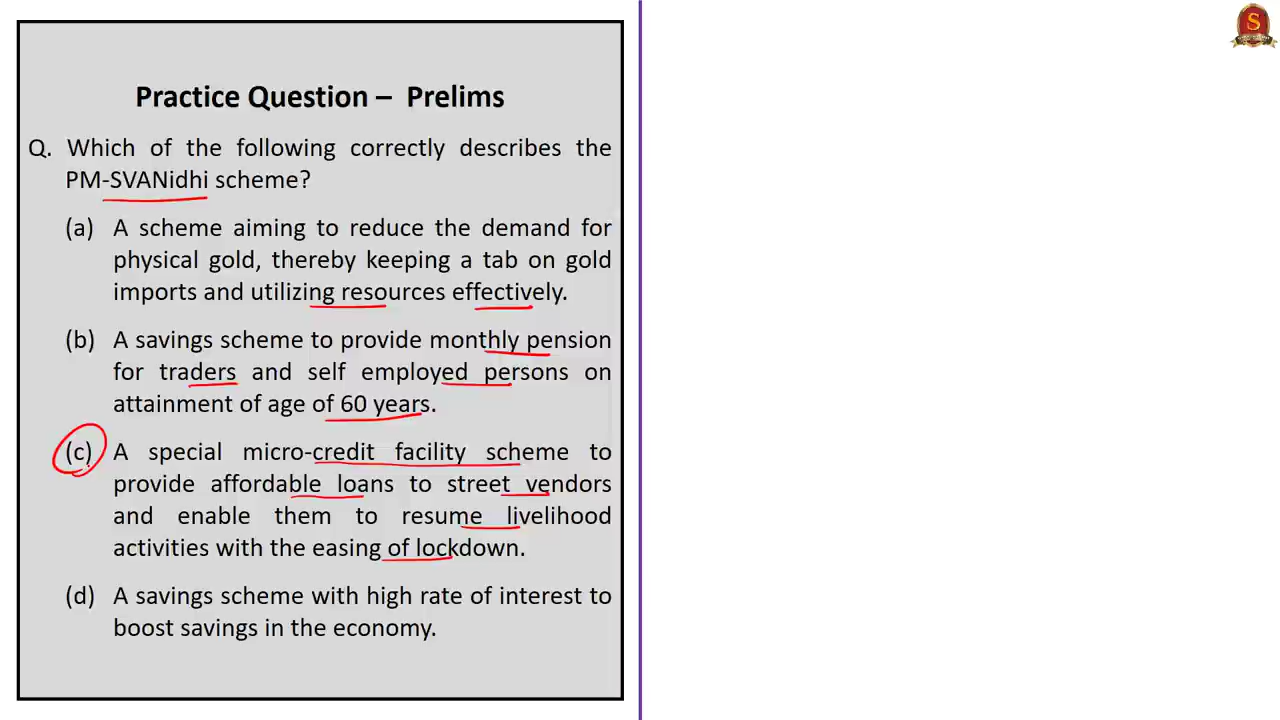 Practice Question – Prelims
Q. Which of the following correctly describes the
PM-SVANidhi scheme?
(a) A scheme aiming to reduce the demand for
physical gold, thereby keeping a tab on gold
imports and utilizing resources effectively.
(b) A savings scheme to provide monthly pension
for traders and self employed persons on
attainment of age of 60 years.
(c) A special micro-credit facility scheme to
provide affordable loans to street vendors
and enable them to resume livelihood
activities with the easing of lockdown.
(d) A savings scheme with high rate of interest to
boost savings in the economy.
S